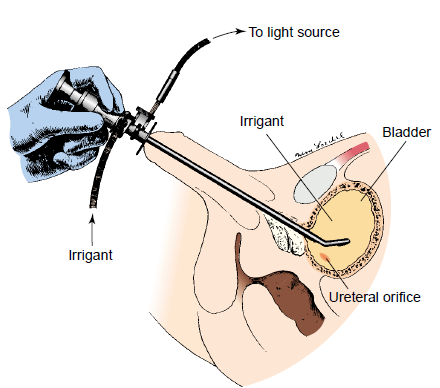 To light source
Irrigant
Bladder
Irrigant
Ureteral orifice